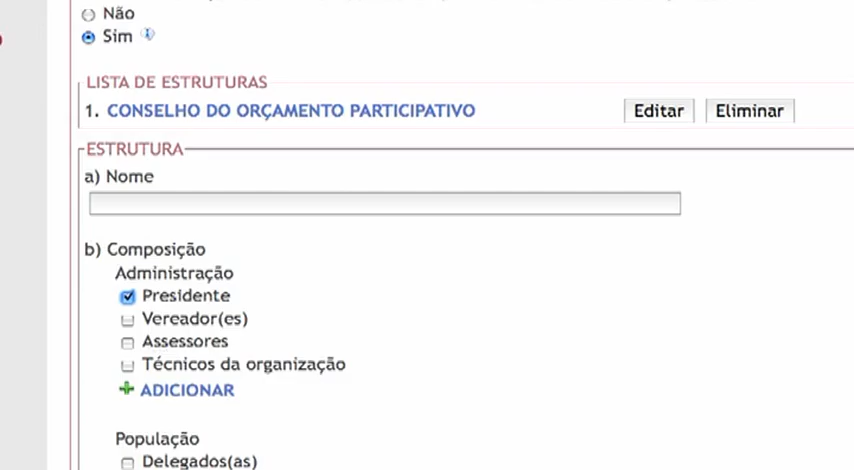 Não
Sim
LISTA DE ESTRUTURAS
1. CONSELHO DO ORÇAMENTO PARTICIPATIVO Editar Eliminar
ESTRUTURA
a) Nome
b) Composição
Administração
Presidente
Vereador(es)
Assessores
Técnicos da organização
ADICIONAR
População
Delegados(as)